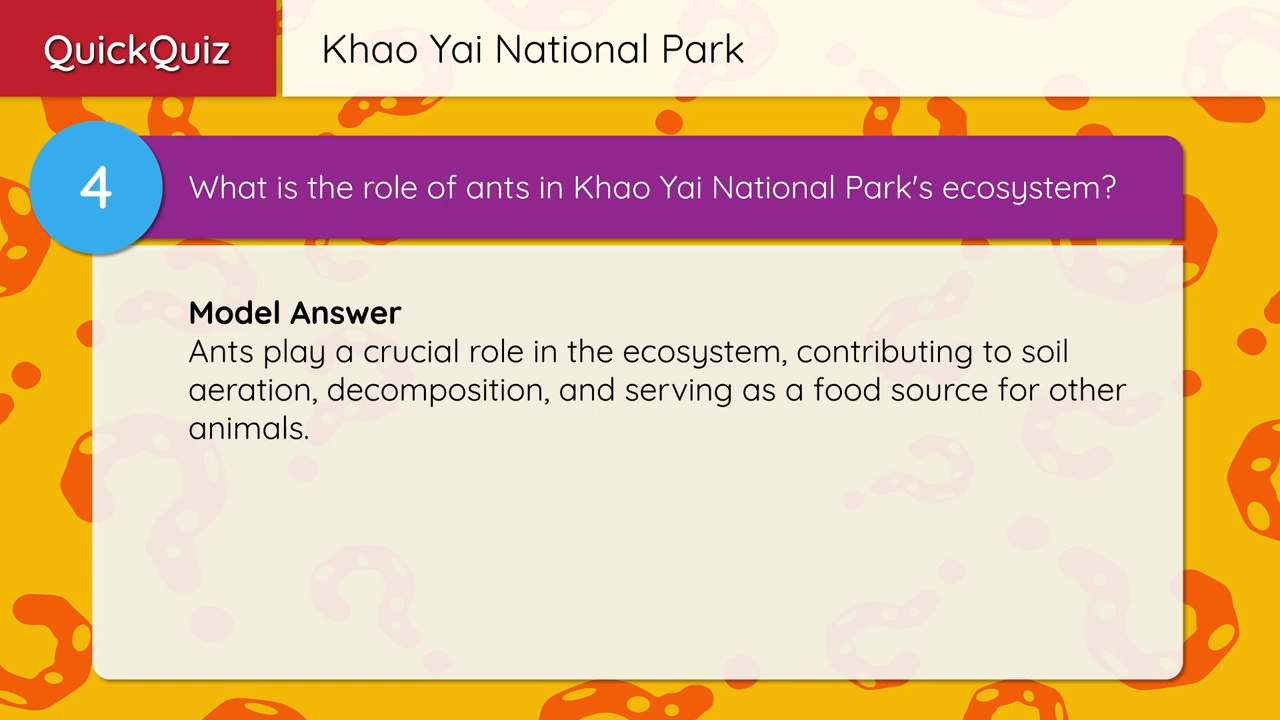 QuickQuiz
Khao Yai National Park
4
What is the role of ants in Khao Yai National Park's ecosystem?
Model Answer
Ants play a crucial role in the ecosystem, contributing to soil
aeration, decomposition, and serving as a food source for other
animals.